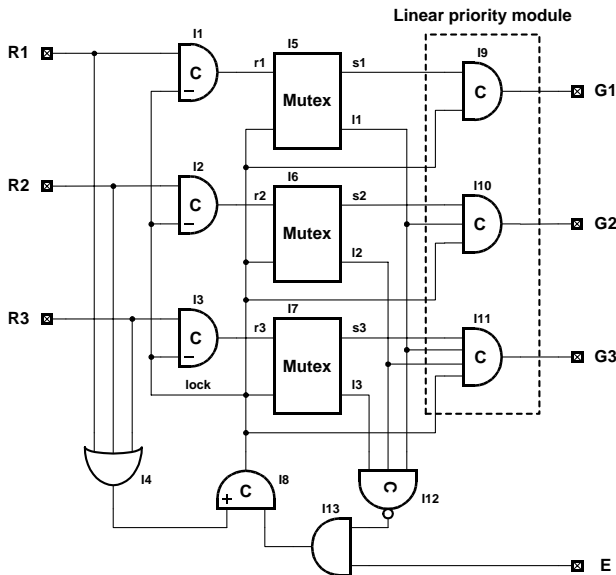 Linear priority module
R1
I1
C
–
r1
I5
Mutex
s1
l1
I9
C
G1
R2
I2
C
–
r2
I6
Mutex
s2
l2
I10
C
G2
R3
I3
C
–
r3
I7
Mutex
s3
l3
I11
C
G3
lock
I4
C
+
I8
I13
C
I12
E